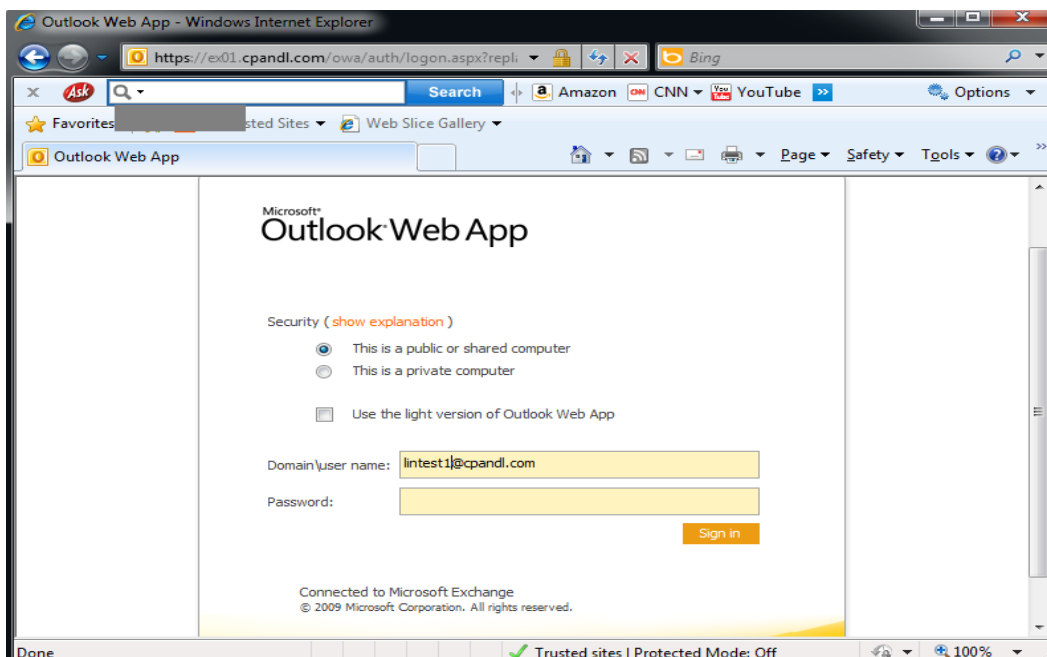 Outlook Web App - Windows Internet Explorer
https://ex01.cpandl.com/owa/auth/logon.aspx?repl
Bing
x Ask Search Amazon CNN YouTube >> Options
Favorites sted Sites Web Slice Gallery
Outlook Web App Page Safety Tools >>
Microsoft®
Outlook® Web App
Security ( show explanation )
This is a public or shared computer
This is a private computer
Use the light version of Outlook Web App
Domain\user name: lintest1@cpandl.com
Password:
Sign in
Connected to Microsoft Exchange
© 2009 Microsoft Corporation. All rights reserved.
Done Trusted sites | Protected Mode: Off 100%